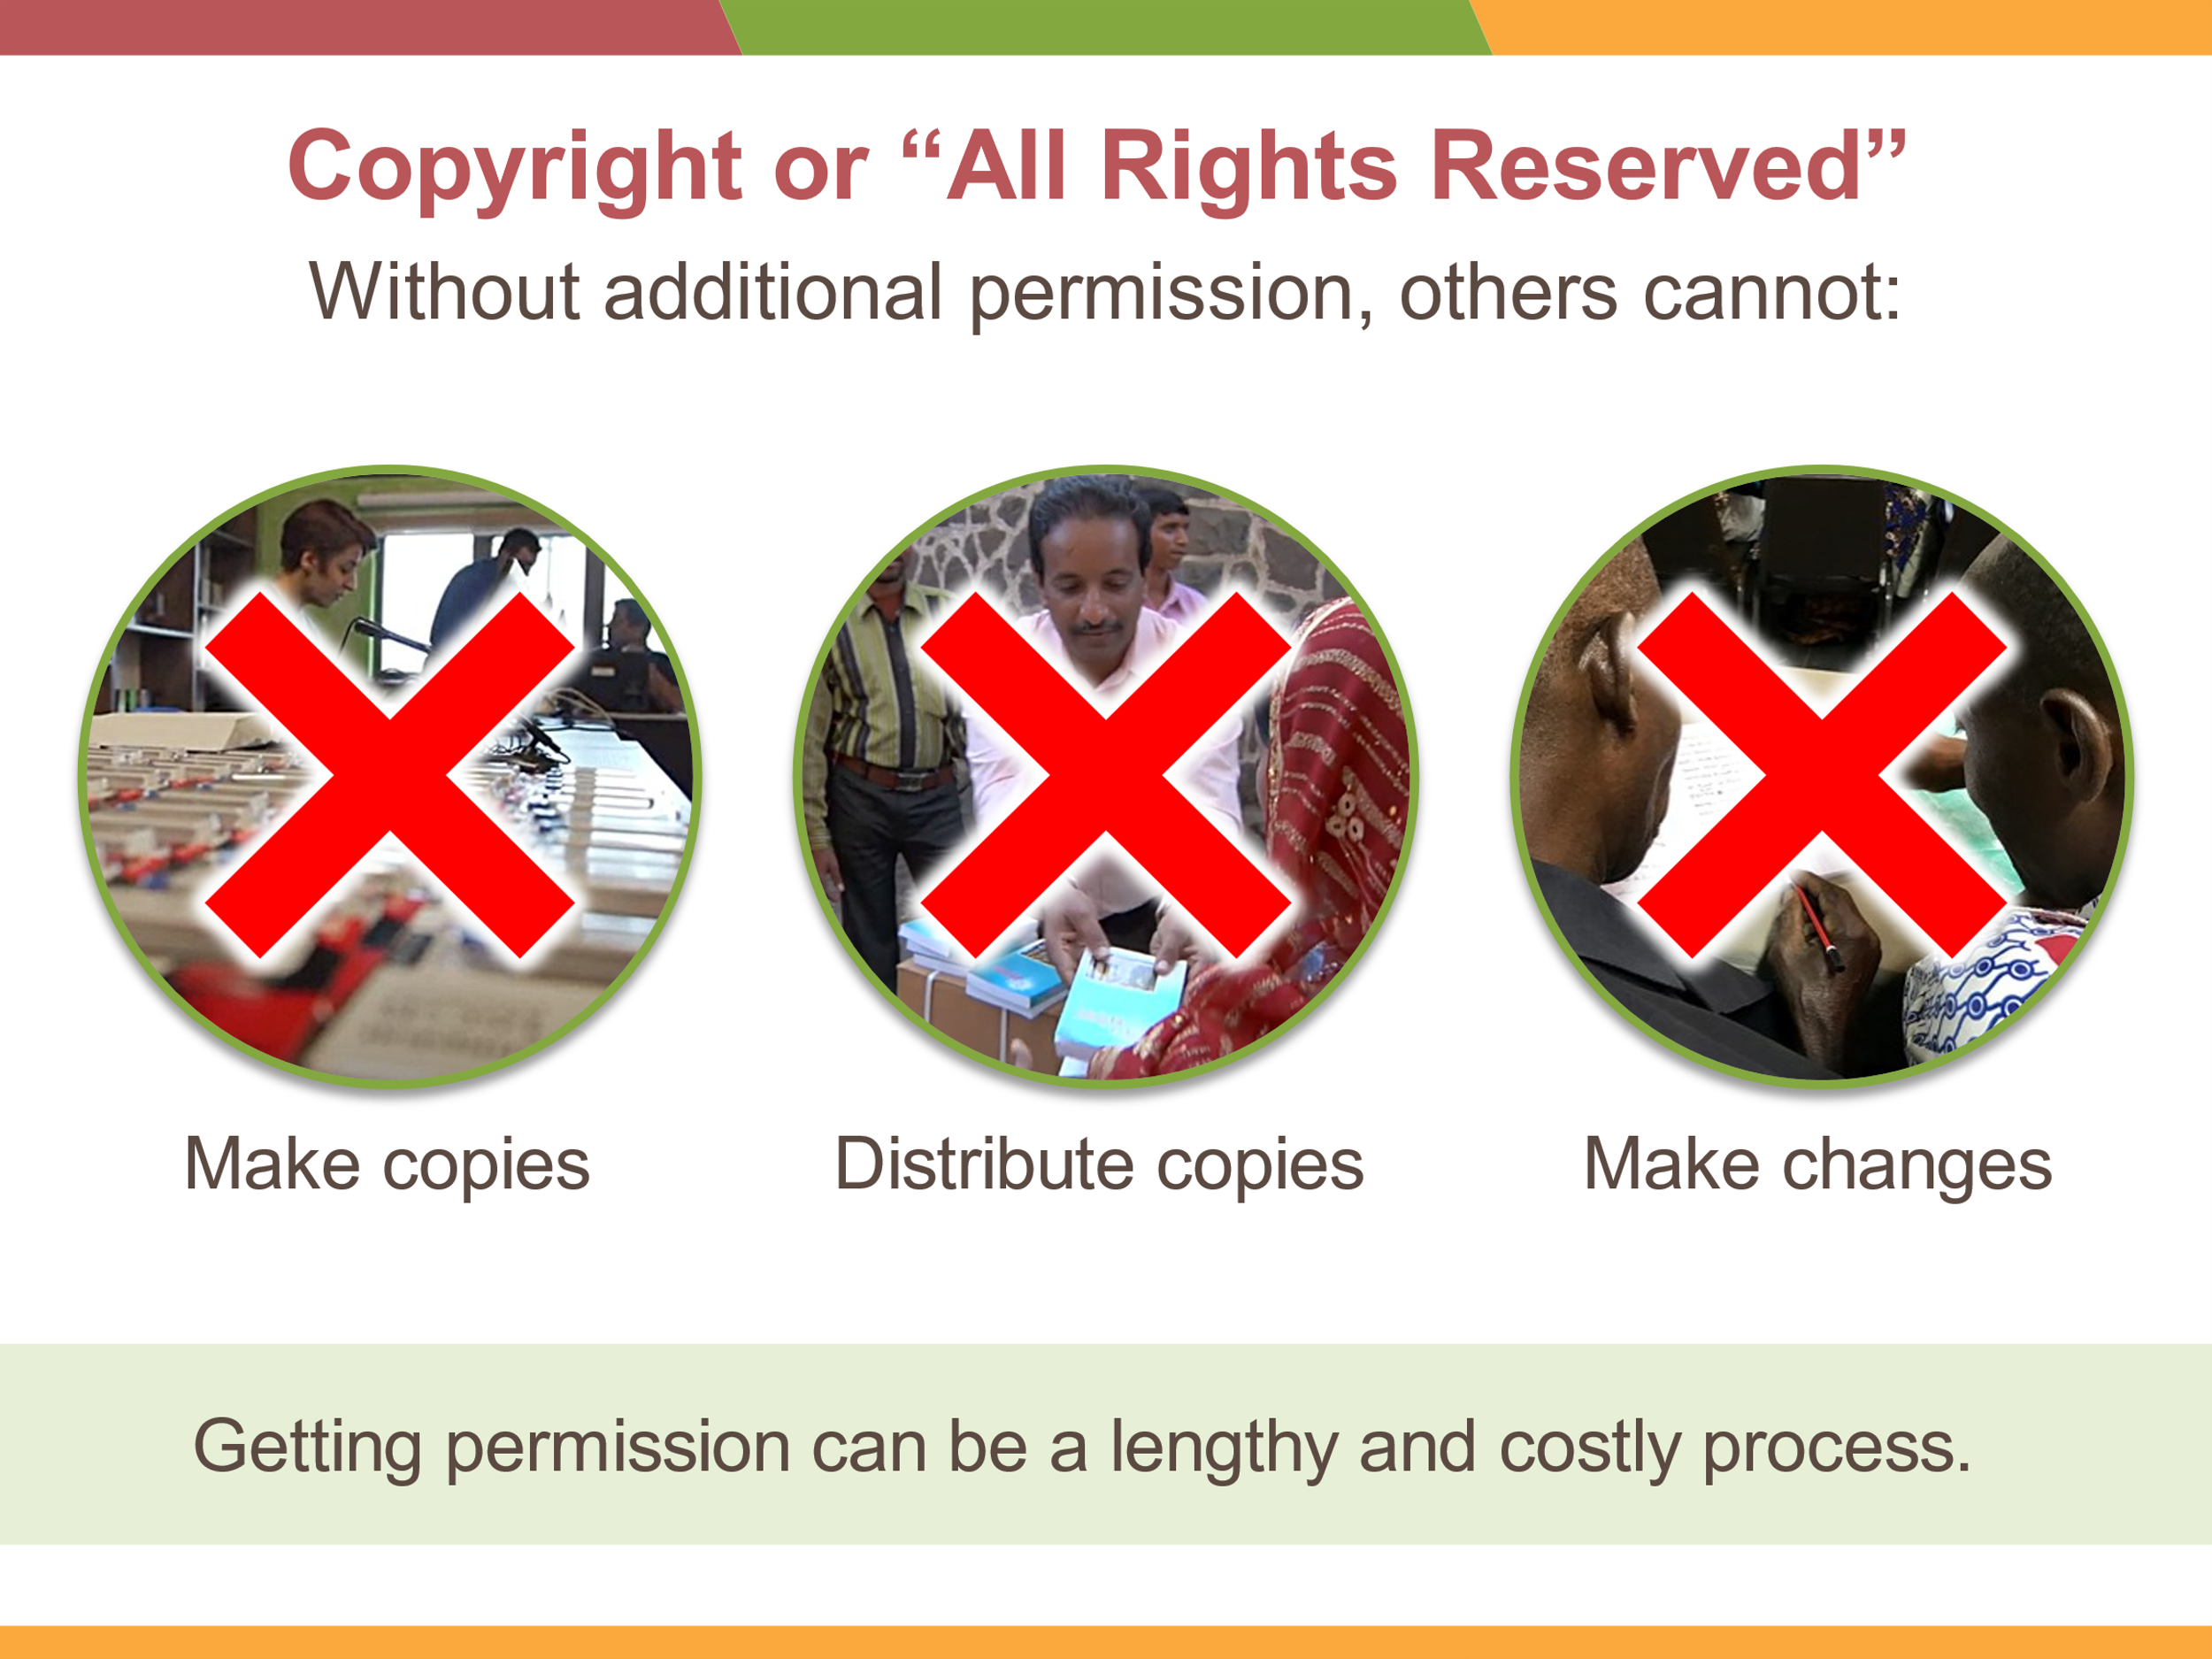 Copyright or “All Rights Reserved”
Without additional permission, others cannot:
Make copies
Distribute copies
Make changes
Getting permission can be a lengthy and costly process.